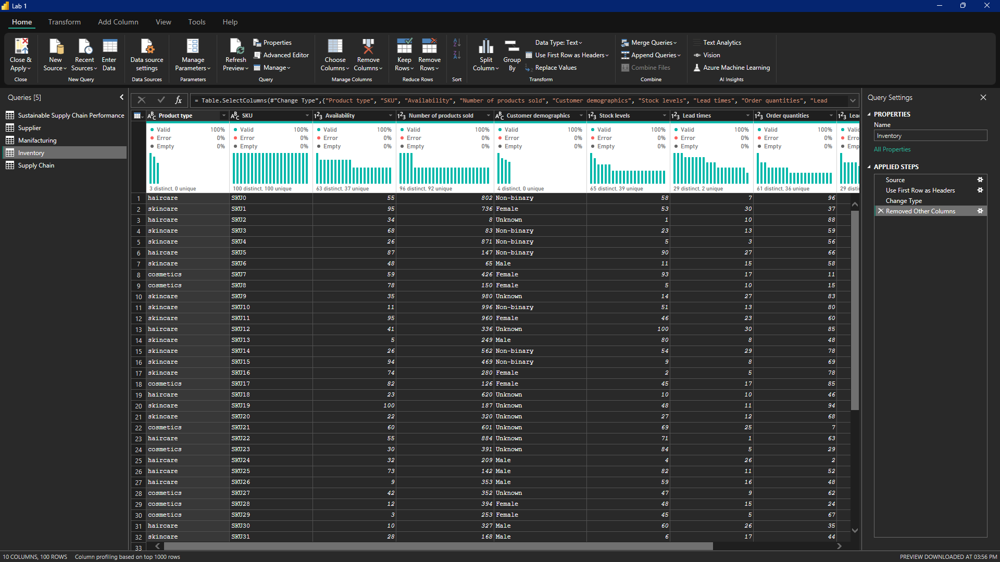 Lab 1
Home Transform Add Column View Tools Help
Close & Apply
New Source
Recent Sources
Enter Data
Data source settings
Manage Parameters
Refresh Preview
Properties
Advanced Editor
Manage
Choose Columns
Remove Columns
Keep Rows
Remove Rows
Split Column
Group By
Data Type: Text
Use First Row as Headers
Replace Values
Merge Queries
Append Queries
Combine Files
Text Analytics
Vision
Azure Machine Learning
Close New Query Data Sources Parameters Query Manage Columns Reduce Rows Sort Transform Combine AI Insights
Queries [5]
Sustainable Supply Chain Performance
Supplier
Manifacturing
Inventory
Supply Chain
fx = Table.SelectColumns(#"Change Type",{"Product type", "SKU", "Availability", "Number of products sold", "Customer demographics", "Stock levels", "Lead times", "Order quantities", "Lead
Product type SKU Availability Number of products sold Customer demographics Stock levels Lead times Order quantities Lea
Valid 100% Valid 100% Valid 100% Valid 100% Valid 100% Valid 100% Valid 100% Valid 100% Valid
Error 0% Error 0% Error 0% Error 0% Error 0% Error 0% Error 0% Error 0% Erro
Empty 0% Empty 0% Empty 0% Empty 0% Empty 0% Empty 0% Empty 0% Empty 0% Emp
3 distinct, 0 unique 100 distinct, 100 unique 63 distinct, 37 unique 96 distinct, 92 unique 4 distinct, 0 unique 65 distinct, 39 unique 29 distinct, 2 unique 61 distinct, 36 unique 29 disti
1 haircare SKU0 55 802 Non-binary 58 7 96
2 skincare SKU1 95 736 Female 53 30 37
3 haircare SKU2 34 8 Unknown 1 10 88
4 skincare SKU3 68 83 Non-binary 23 13 59
5 skincare SKU4 26 871 Non-binary 5 3 56
6 haircare SKU5 87 147 Non-binary 90 27 66
7 skincare SKU6 48 65 Male 11 15 58
8 cosmetics SKU7 59 426 Female 93 17 11
9 cosmetics SKU8 78 150 Female 5 10 15
10 skincare SKU9 35 980 Unknown 14 27 83
11 skincare SKU10 11 996 Non-binary 51 13 80
12 skincare SKU11 95 960 Female 46 23 60
13 haircare SKU12 41 336 Unknown 100 30 85
14 skincare SKU13 5 249 Male 80 8 48
15 skincare SKU14 26 562 Non-binary 54 29 78
16 skincare SKU15 94 469 Non-binary 9 8 69
17 skincare SKU16 74 280 Female 2 5 78
18 cosmetics SKU17 82 126 Female 45 17 85
19 haircare SKU18 23 620 Unknown 10 10 46
20 skincare SKU19 100 187 Unknown 48 11 94
21 skincare SKU20 22 320 Unknown 27 12 68
22 cosmetics SKU21 60 601 Unknown 69 25 7
23 haircare SKU22 55 884 Unknown 71 1 63
24 cosmetics SKU23 30 391 Unknown 84 5 29
25 haircare SKU24 32 209 Male 4 26 2
26 haircare SKU25 73 142 Male 82 11 52
27 haircare SKU26 9 353 Male 59 16 48
28 cosmetics SKU27 42 352 Unknown 47 9 62
29 cosmetics SKU28 12 394 Female 48 15 24
30 cosmetics SKU29 3 253 Female 45 5 67
31 haircare SKU30 10 327 Male 60 26 35
32 skincare SKU31 28 168 Male 6 17 44
33
Query Settings
PROPERTIES
Name
Inventory
All Properties
APPLIED STEPS
Source
Use First Row as Headers
Change Type
Removed Other Columns
10 COLUMNS, 100 ROWS Column profiling based on top 1000 rows PREVIEW DOWNLOADED AT 03:56 PM